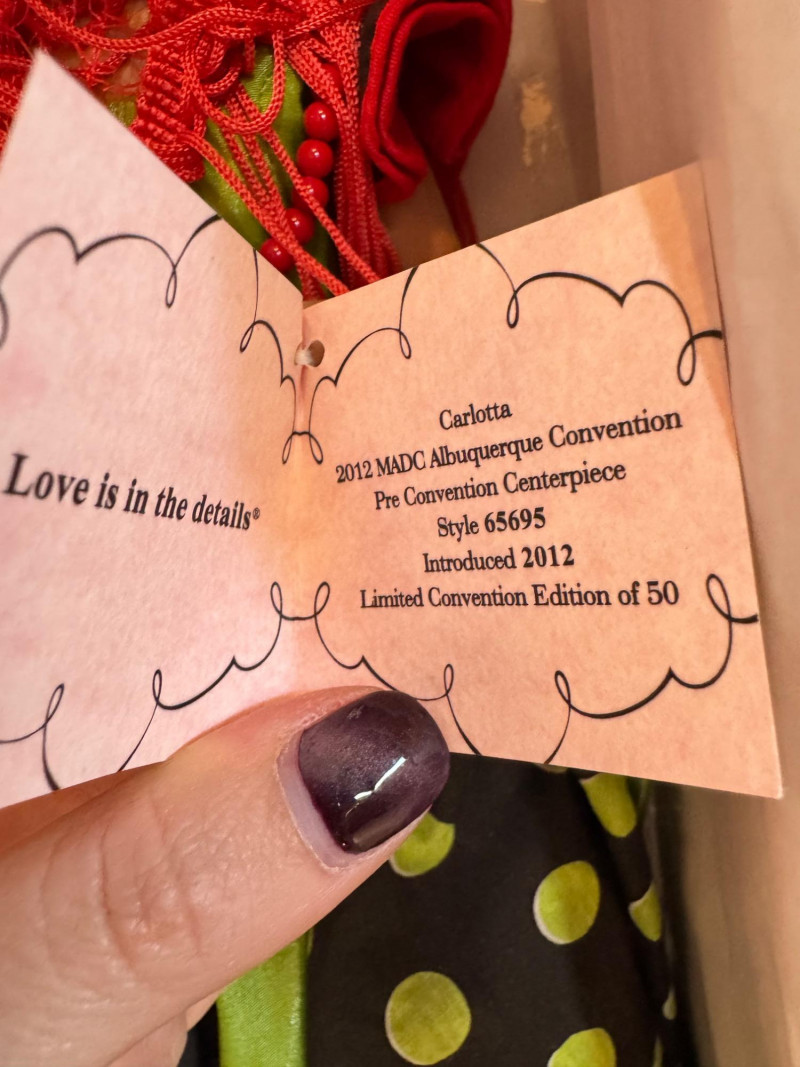 Love is in the details®
Carlotta
2012 MADC Albuquerque Convention
Pre Convention Centerpiece
Style 65695
Introduced 2012
Limited Convention Edition of 50